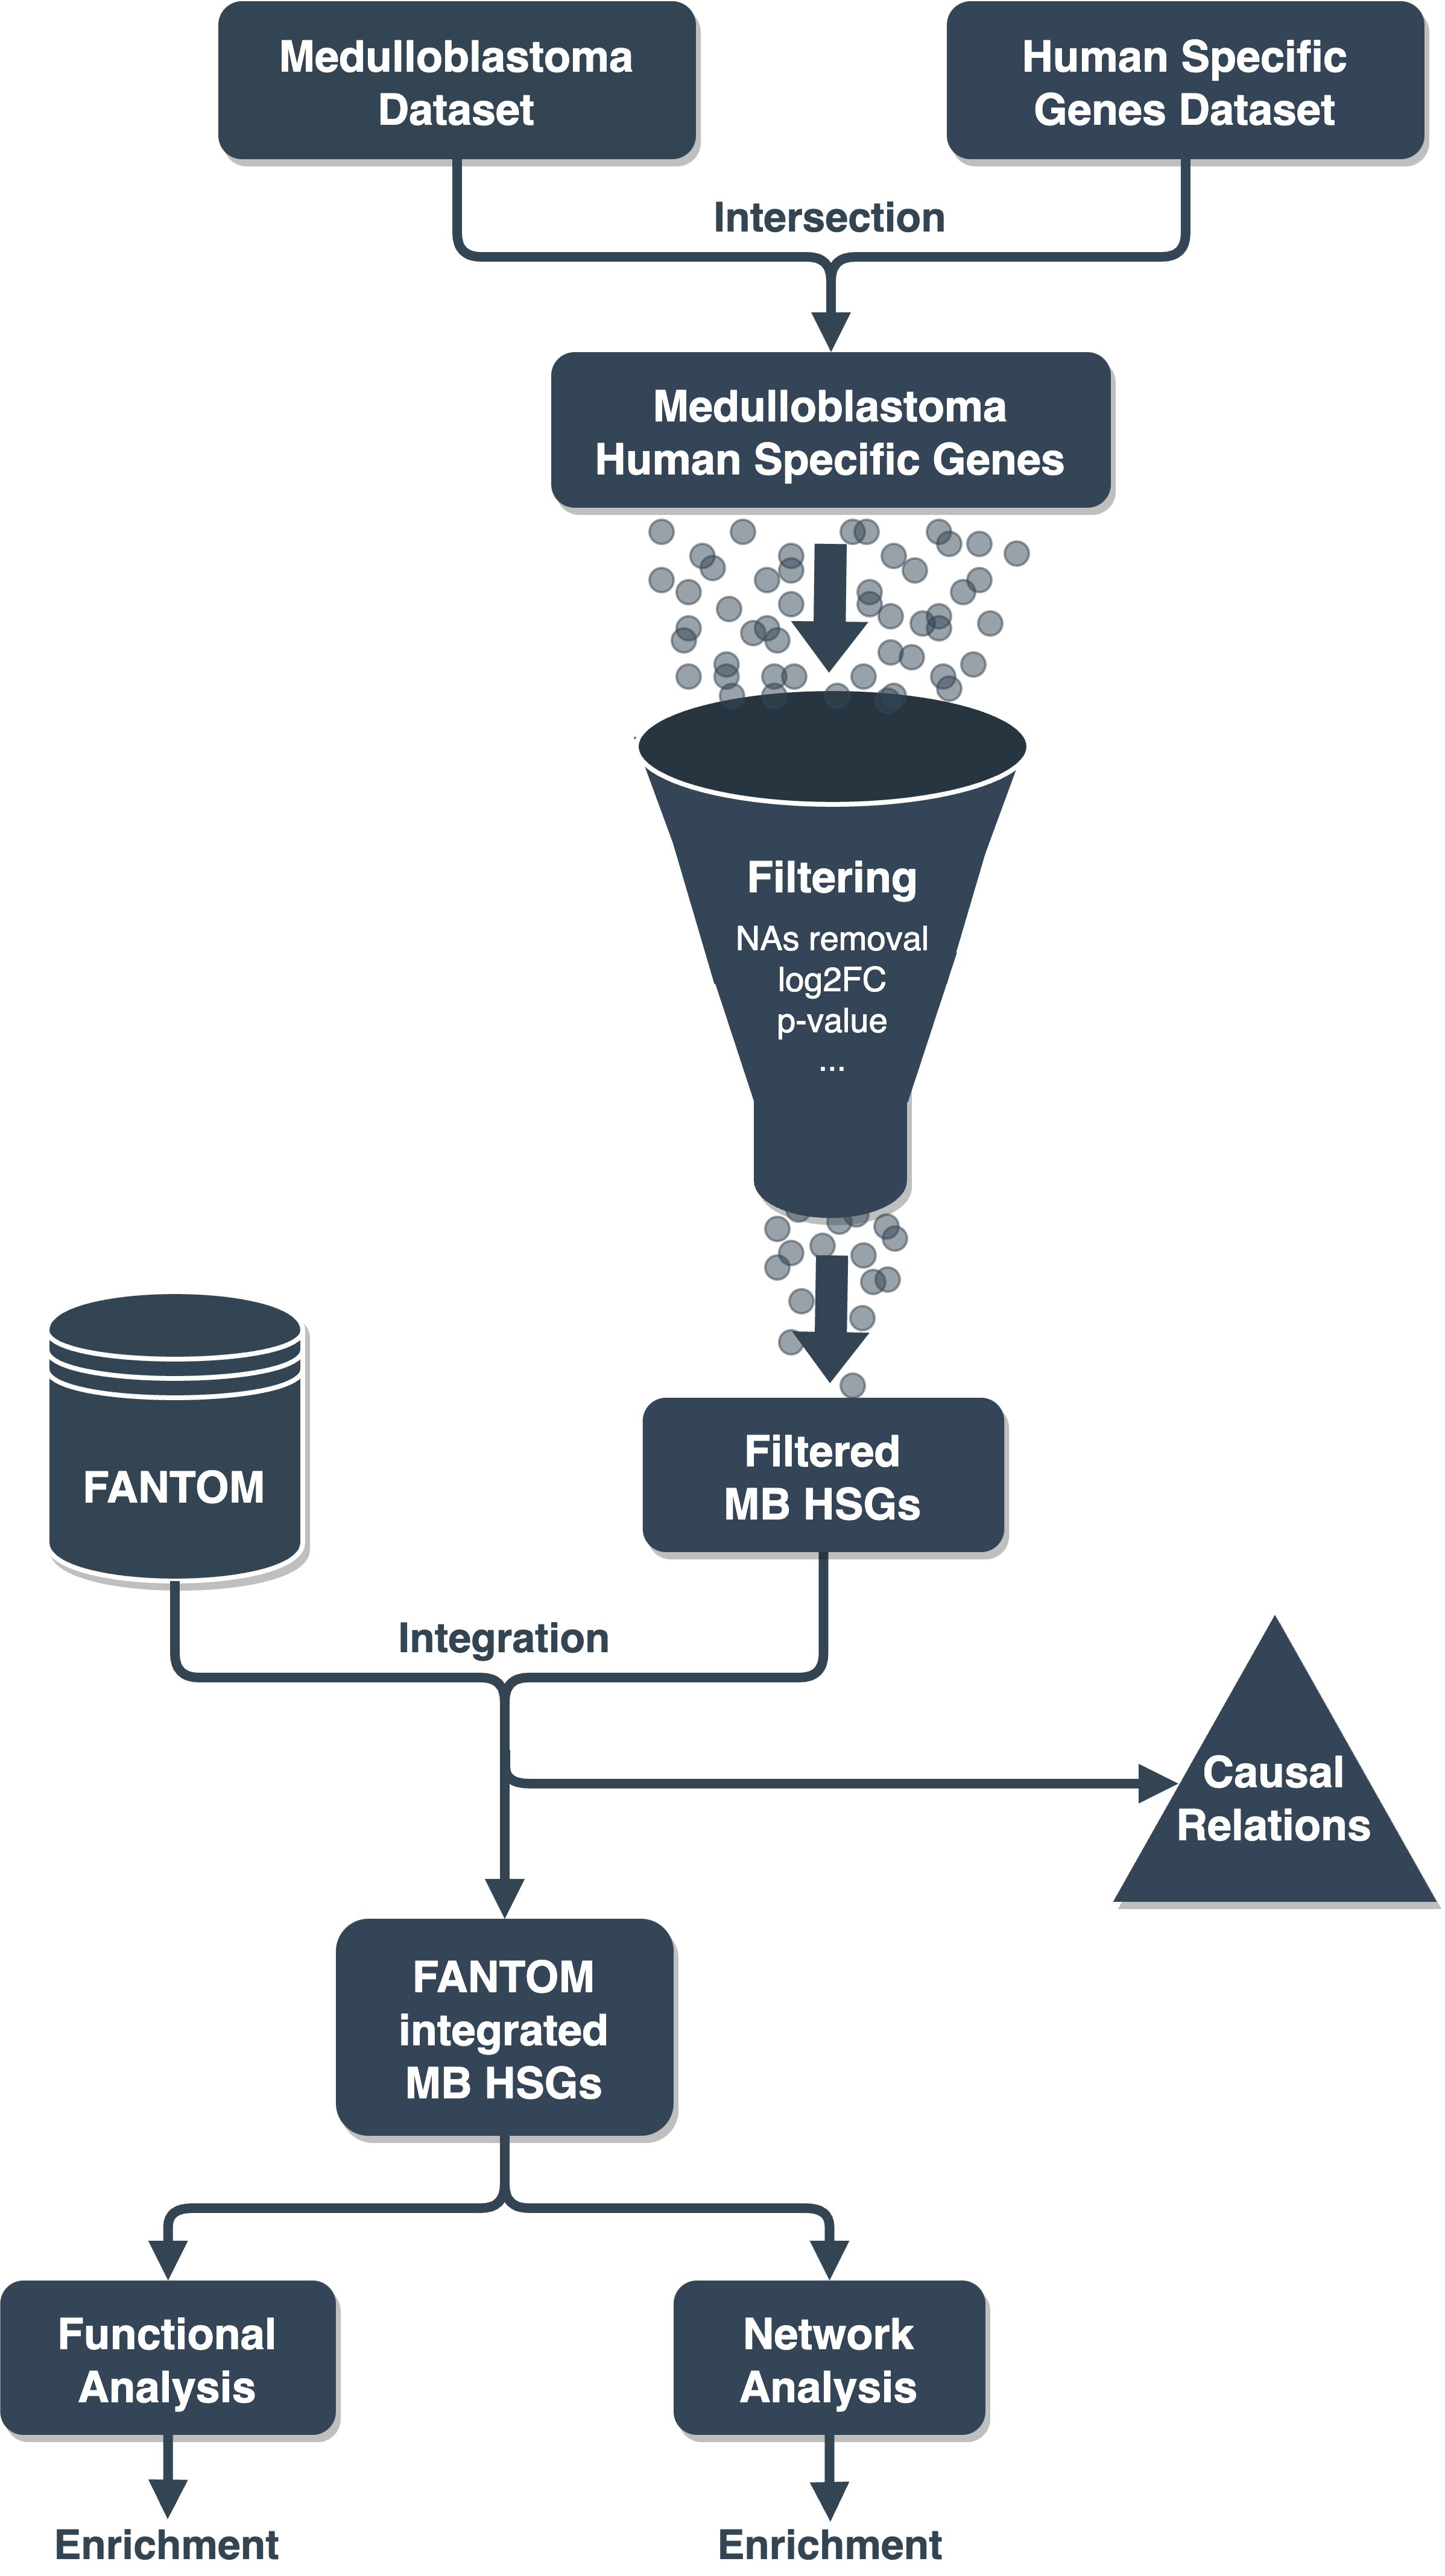 Medulloblastoma
Dataset
Human Specific
Genes Dataset
Intersection
Medulloblastoma
Human Specific Genes
Filtering
NAs removal
log2FC
p-value
...
FANTOM
Filtered
MB HSGs
Integration
Causal
Relations
FANTOM
integrated
MB HSGs
Functional
Analysis
Network
Analysis
Enrichment
Enrichment